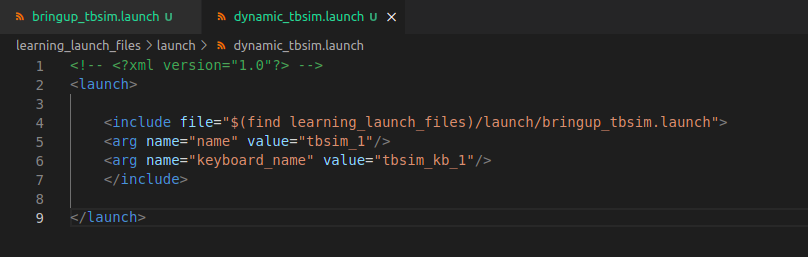 bringup_tbsim.launch U
dynamic_tbsim.launch U
learning_launch_files > launch > dynamic_tbsim.launch
1 <!-- <?xml version="1.0"?> -->
2 <launch>
3
4 <include file="$(find learning_launch_files)/launch/bringup_tbsim.launch">
5 <arg name="name" value="tbsim_1"/>
6 <arg name="keyboard_name" value="tbsim_kb_1"/>
7 </include>
8
9 </launch>